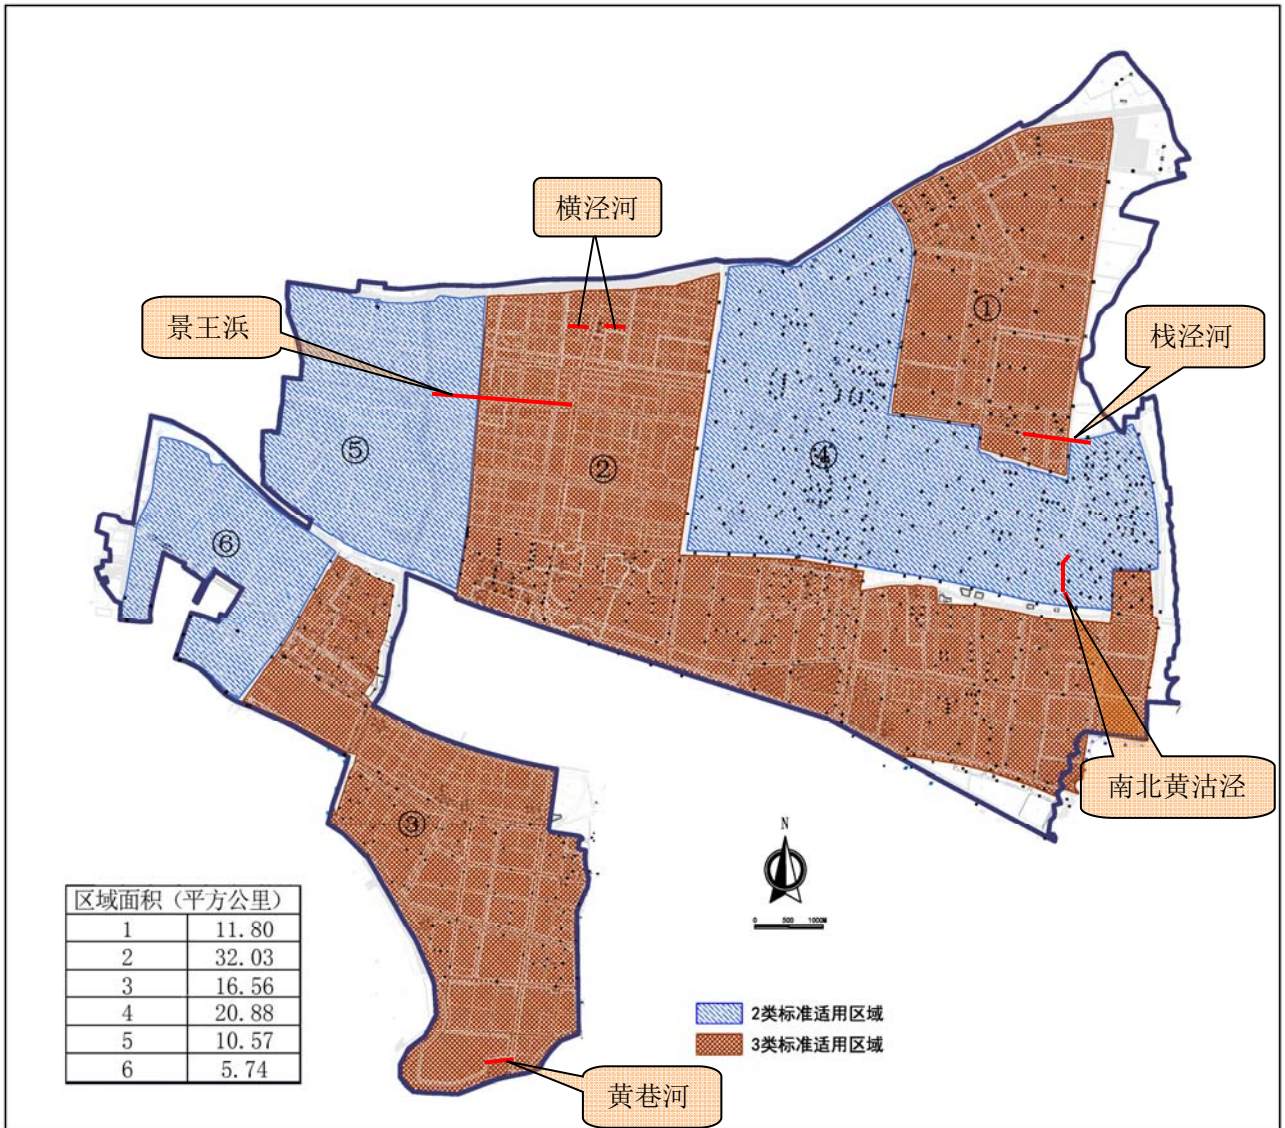 横泾河
景王浜
栈泾河
①
②
④
⑤
⑥
③
南北黄沽泾
黄巷河
N
0 500 1000M
区域面积（平方公里）
1 11.80
2 32.03
3 16.56
4 20.88
5 10.57
6 5.74
2类标准适用区域
3类标准适用区域